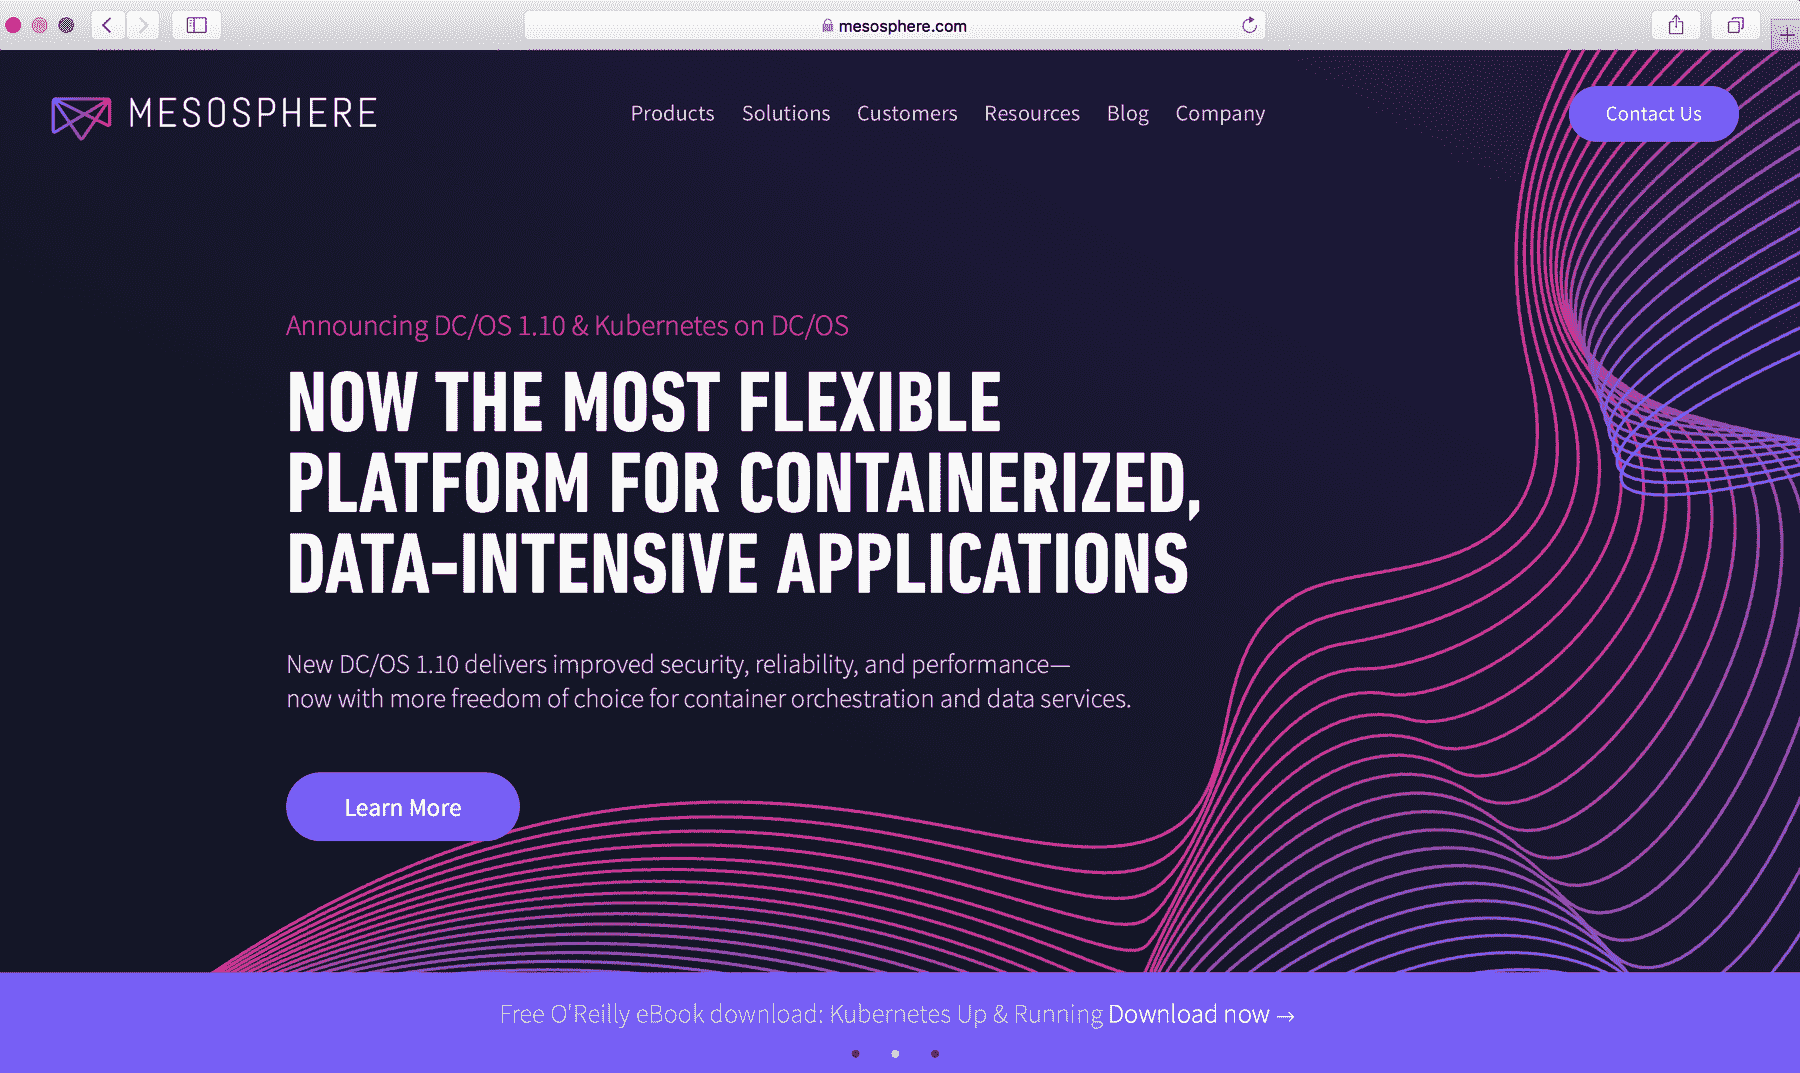 mesosphere.com
MESOSPHERE
Products Solutions Customers Resources Blog Company
Contact Us
Announcing DC/OS 1.10 & Kubernetes on DC/OS
NOW THE MOST FLEXIBLE
PLATFORM FOR CONTAINERIZED,
DATA-INTENSIVE APPLICATIONS
New DC/OS 1.10 delivers improved security, reliability, and performance—
now with more freedom of choice for container orchestration and data services.
Learn More
Free O'Reilly eBook download: Kubernetes Up & Running Download now →